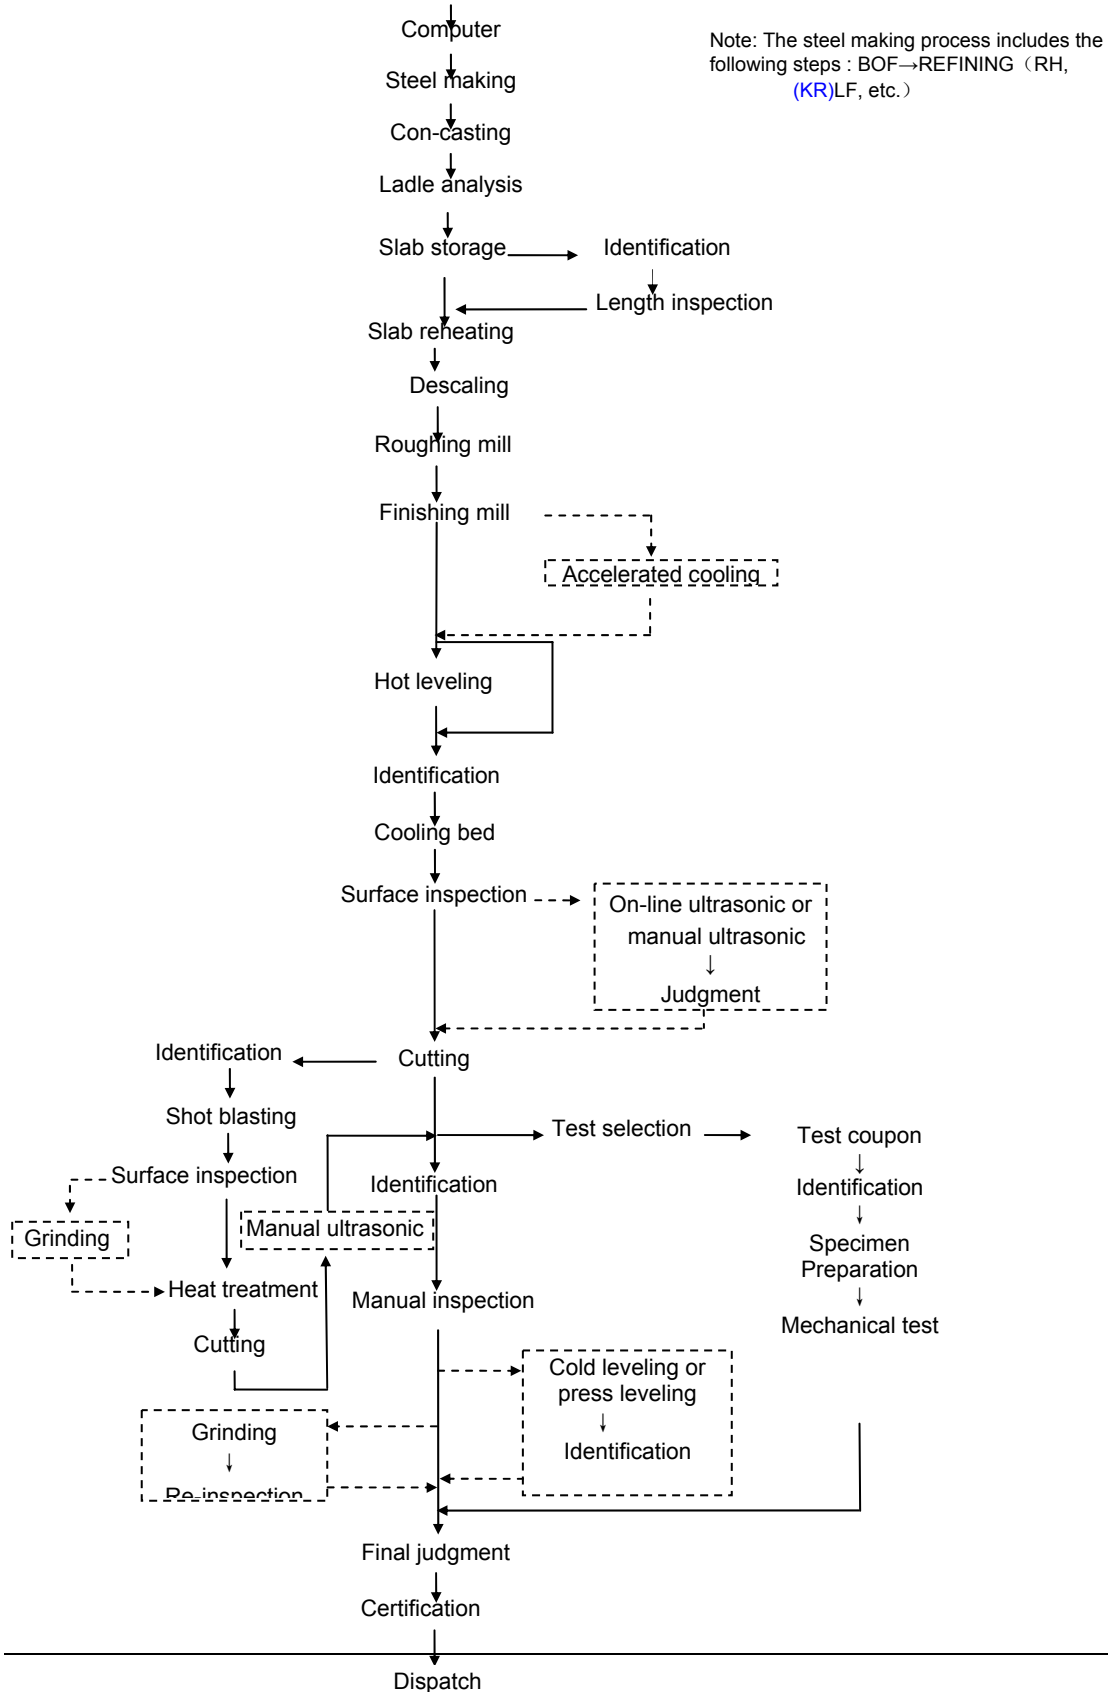 Computer
Note: The steel making process includes the
following steps : BOF→REFINING（RH,
(KR)LF, etc.）
Steel making
Con-casting
Ladle analysis
Slab storage
Identification
Length inspection
Slab reheating
Descaling
Roughing mill
Finishing mill
Accelerated cooling
Hot leveling
Identification
Cooling bed
Surface inspection
On-line ultrasonic or
manual ultrasonic
↓
Judgment
Cutting
Identification
Shot blasting
Surface inspection
Grinding
Heat treatment
Cutting
Manual ultrasonic
Test selection
Test coupon
↓
Identification
↓
Specimen
Preparation
↓
Mechanical test
Identification
Manual inspection
Cold leveling or
press leveling
↓
Identification
Grinding
↓
Re-inspection
Final judgment
Certification
Dispatch